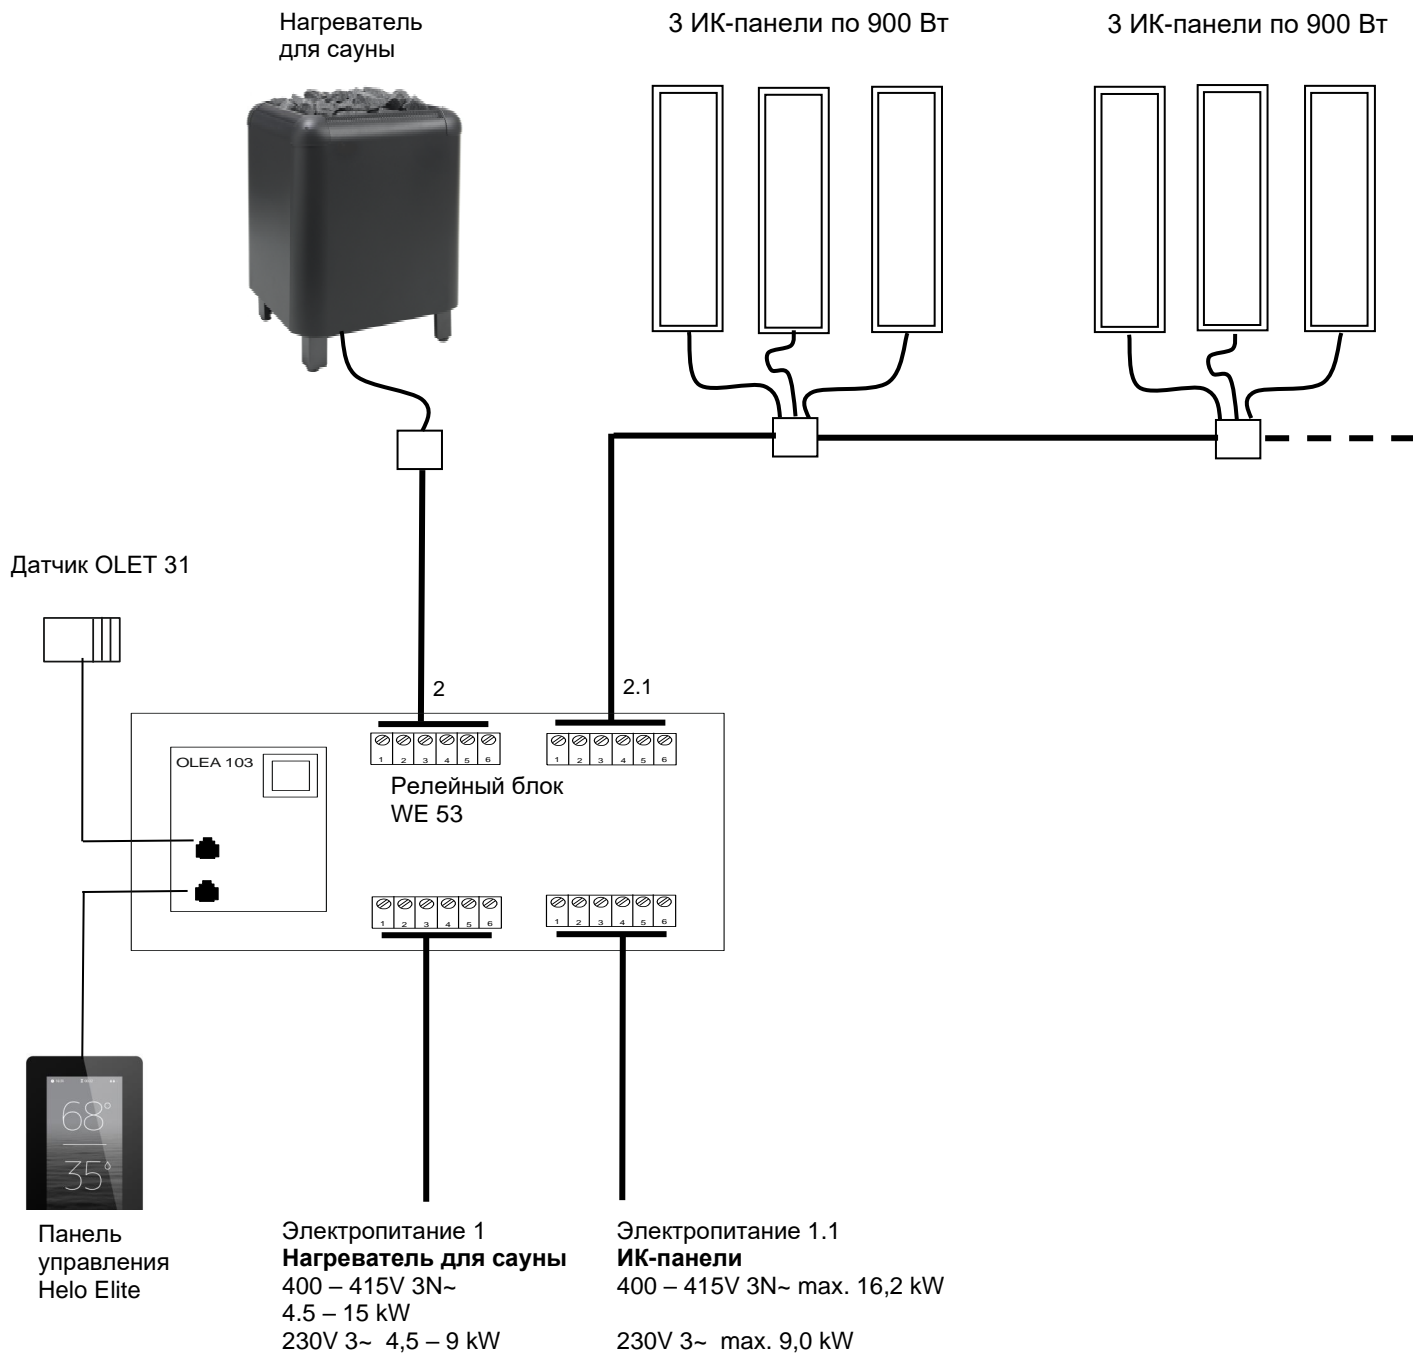 Нагреватель
для сауны
3 ИК-панели по 900 Вт
3 ИК-панели по 900 Вт
Датчик OLET 31
2
2.1
OLEA 103
1 2 3 4 5 6
1 2 3 4 5 6
Релейный блок
WE 53
1 2 3 4 5 6
1 2 3 4 5 6
68°
35
Панель
управления
Helo Elite
Электропитание 1
Нагреватель для сауны
400 – 415V 3N~
4.5 – 15 kW
230V 3~ 4,5 – 9 kW
Электропитание 1.1
ИК-панели
400 – 415V 3N~ max. 16,2 kW
230V 3~ max. 9,0 kW